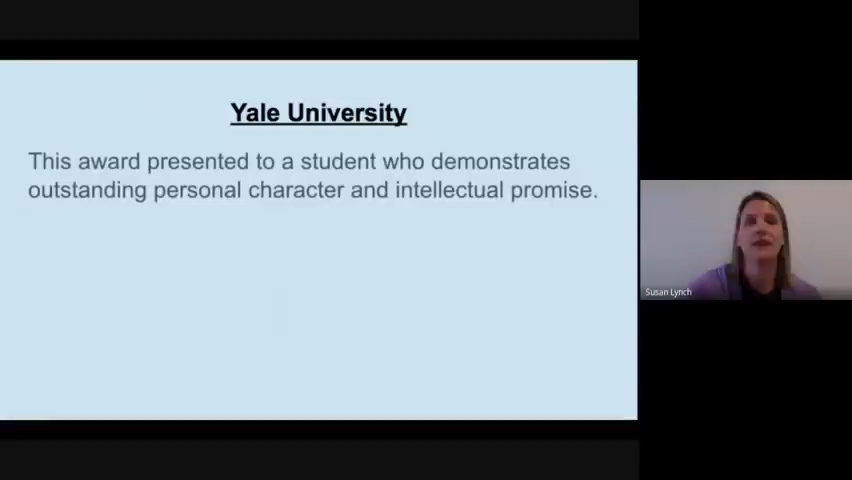 Yale University
This award presented to a student who demonstrates
outstanding personal character and intellectual promise.
Susan Lynch